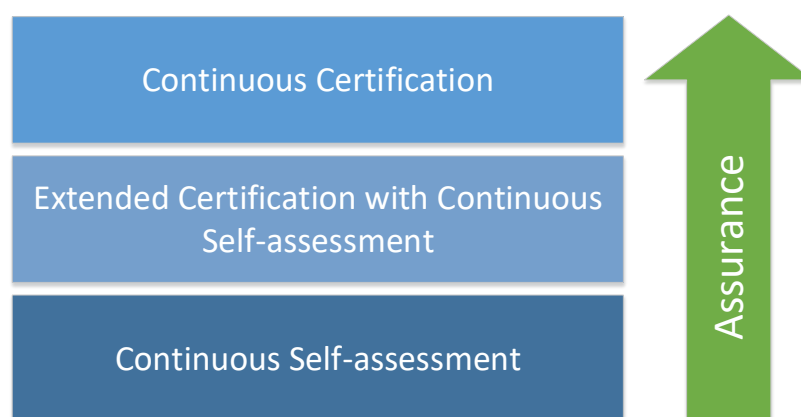 Continuous Certification
Extended Certification with Continuous
Self-assessment
Continuous Self-assessment
Assurance